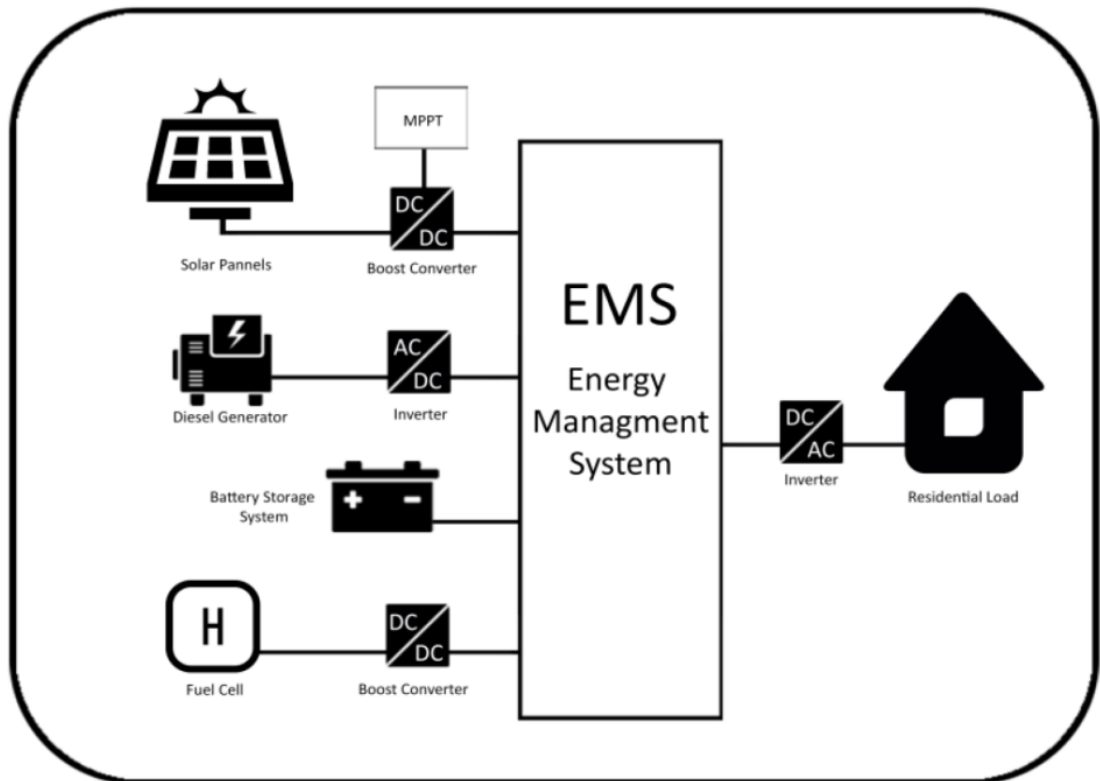 MPPT
DC
DC
Solar Pannels
Boost Converter
EMS
Energy
Managment
System
AC
DC
Diesel Generator
Inverter
DC
AC
Inverter
Residential Load
Battery Storage
System
+ -
H
DC
DC
Fuel Cell
Boost Converter